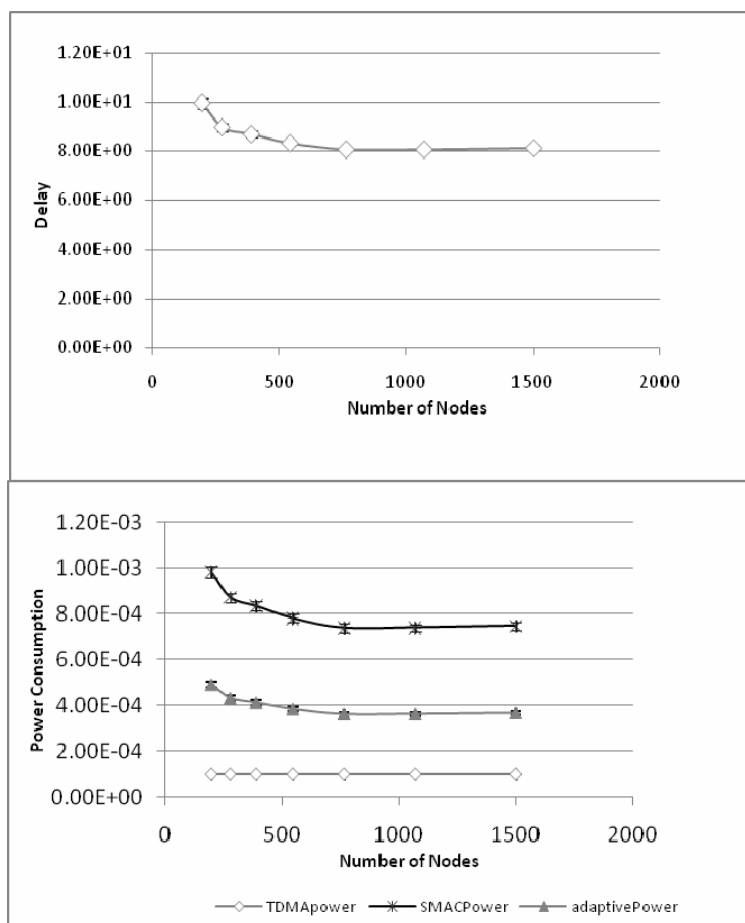 1.20E+01
1.00E+01
8.00E+00
6.00E+00
4.00E+00
2.00E+00
0.00E+00
Delay
0 500 1000 1500 2000
Number of Nodes
1.20E-03
1.00E-03
8.00E-04
6.00E-04
4.00E-04
2.00E-04
0.00E+00
Power Consumption
0 500 1000 1500 2000
Number of Nodes
TDMApower SMACPower adaptivePower